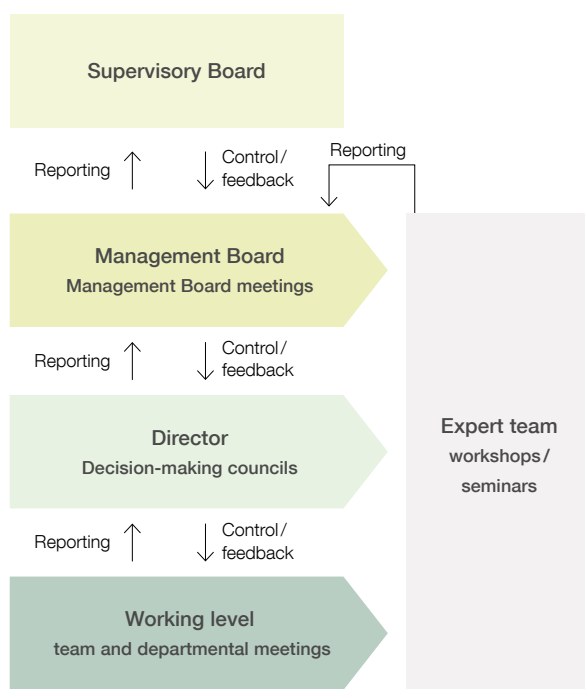 Supervisory Board
Reporting
Control/
feedback
Reporting
Management Board
Management Board meetings
Reporting
Control/
feedback
Director
Decision-making councils
Expert team
workshops/
seminars
Reporting
Control/
feedback
Working level
team and departmental meetings